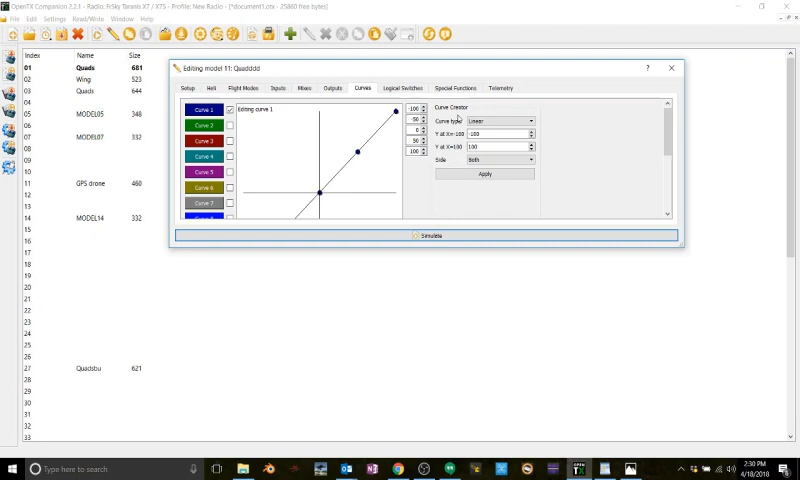 OpenTX Companion 2.2.1 - Radio: FrSky Taranis X7 / X7S - Profile: New Radio - [*document1.otx - 25860 free bytes]
File Edit Settings Read/Write Window Help
Index Name Size
01 Quads 681
02 Wing 523
03 Quads 644
04
05 MODEL05 348
06
07 MODEL07 332
08
09
10
11 GPS drone 460
12
13
14 MODEL14 332
15
16
17
18
19
20
21
22
23
24
25
26
27 Quadsbu 621
28
29
30
31
32
33
Editing model 11: Quadddd
?
Setup Heli Flight Modes Inputs Mixes Outputs Curves Logical Switches Special Functions Telemetry
Curve 1 Editing curve 1
Curve 2
Curve 3
Curve 4
Curve 5
Curve 6
Curve 7
-100
-50
0
50
100
Curve Creator
Curve type Linear
Y at X=-100 -100
Y at X=100 100
Side Both
Apply
Simulate
Type here to search
OPEN TX
2:30 PM
4/18/2018